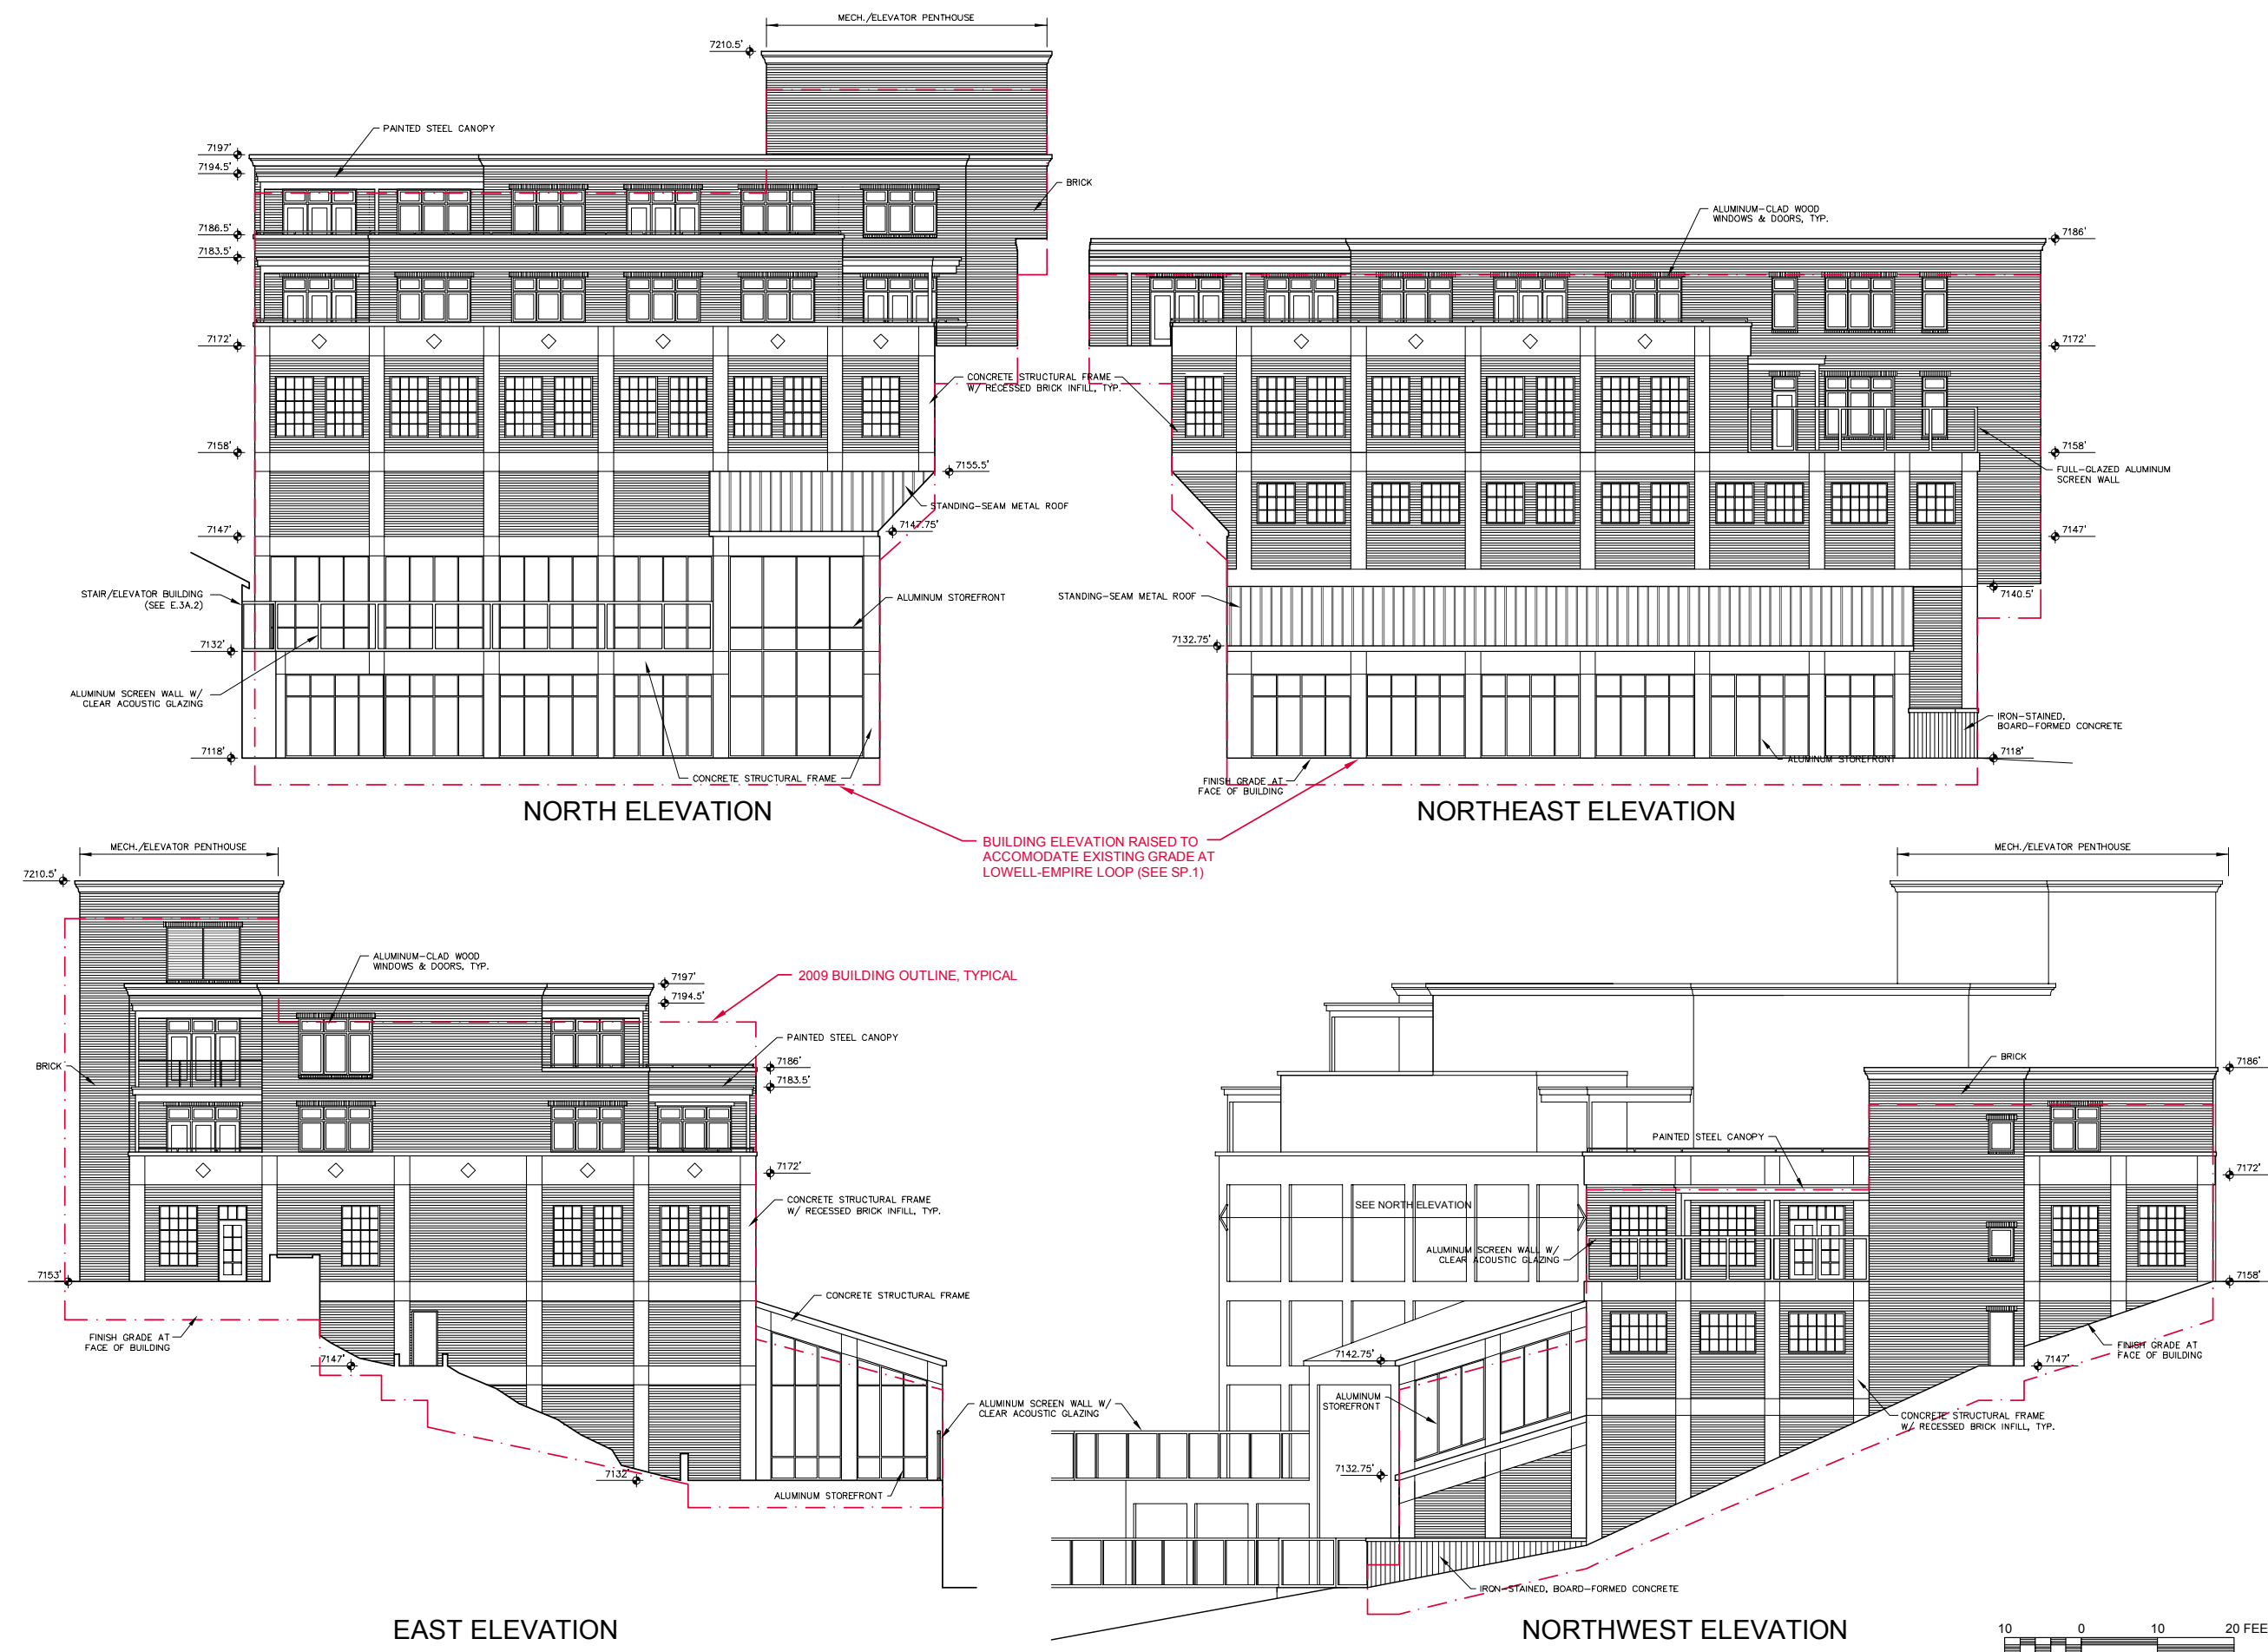 MECH./ELEVATOR PENTHOUSE
7210.5'
PAINTED STEEL CANOPY
7197'
7194.5'
BRICK
7186.5'
7183.5'
7172'
CONCRETE STRUCTURAL FRAME
W/ RECESSED BRICK INFILL, TYP.
7158'
7155.5'
STANDING-SEAM METAL ROOF
7147.75'
7147'
STAIR/ELEVATOR BUILDING
(SEE E.3A.2)
ALUMINUM STOREFRONT
7132'
ALUMINUM SCREEN WALL W/
CLEAR ACOUSTIC GLAZING
7118'
CONCRETE STRUCTURAL FRAME
NORTH ELEVATION
ALUMINUM-CLAD WOOD
WINDOWS & DOORS, TYP.
7186'
7172'
7158'
FULL-GLAZED ALUMINUM
SCREEN WALL
7147'
7140.5'
STANDING-SEAM METAL ROOF
7132.75'
IRON-STAINED,
BOARD-FORMED CONCRETE
7118'
ALUMINUM STOREFRONT
FINISH GRADE AT
FACE OF BUILDING
NORTHEAST ELEVATION
BUILDING ELEVATION RAISED TO
ACCOMODATE EXISTING GRADE AT
LOWELL-EMPIRE LOOP (SEE SP.1)
MECH./ELEVATOR PENTHOUSE
7210.5'
ALUMINUM-CLAD WOOD
WINDOWS & DOORS, TYP.
2009 BUILDING OUTLINE, TYPICAL
7197'
7194.5'
PAINTED STEEL CANOPY
BRICK
7186'
7183.5'
7172'
CONCRETE STRUCTURAL FRAME
W/ RECESSED BRICK INFILL, TYP.
7153'
CONCRETE STRUCTURAL FRAME
FINISH GRADE AT
FACE OF BUILDING
7147'
ALUMINUM SCREEN WALL W/
CLEAR ACOUSTIC GLAZING
7132'
ALUMINUM STOREFRONT
EAST ELEVATION
MECH./ELEVATOR PENTHOUSE
BRICK
7186'
PAINTED STEEL CANOPY
7172'
SEE NORTH ELEVATION
ALUMINUM SCREEN WALL W/
CLEAR ACOUSTIC GLAZING
7158'
7142.75'
FINISH GRADE AT
FACE OF BUILDING
7147'
ALUMINUM
STOREFRONT
CONCRETE STRUCTURAL FRAME
W/ RECESSED BRICK INFILL, TYP.
7132.75'
IRON-STAINED, BOARD-FORMED CONCRETE
NORTHWEST ELEVATION
10 0 10 20 FEE